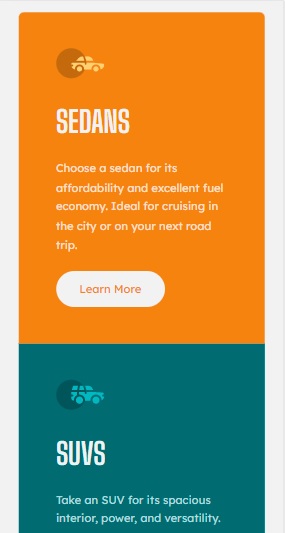 SEDANS
Choose a sedan for its
affordability and excellent fuel
economy. Ideal for cruising in
the city or on your next road
trip.
Learn More
SUVS
Take an SUV for its spacious
interior, power, and versatility.